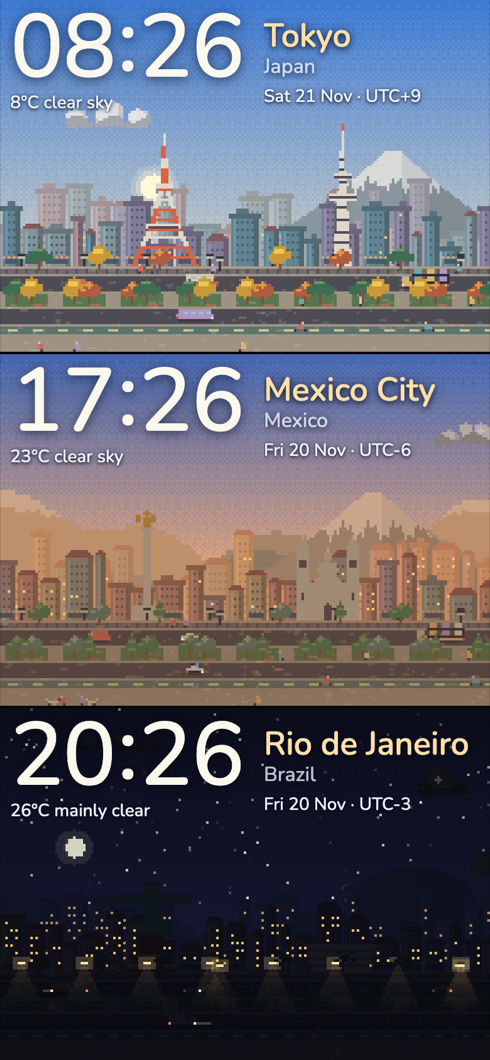 08:26
Tokyo
Japan
8°C clear sky
Sat 21 Nov · UTC+9
17:26
Mexico City
Mexico
23°C clear sky
Fri 20 Nov · UTC-6
20:26
Rio de Janeiro
Brazil
26°C mainly clear
Fri 20 Nov · UTC-3